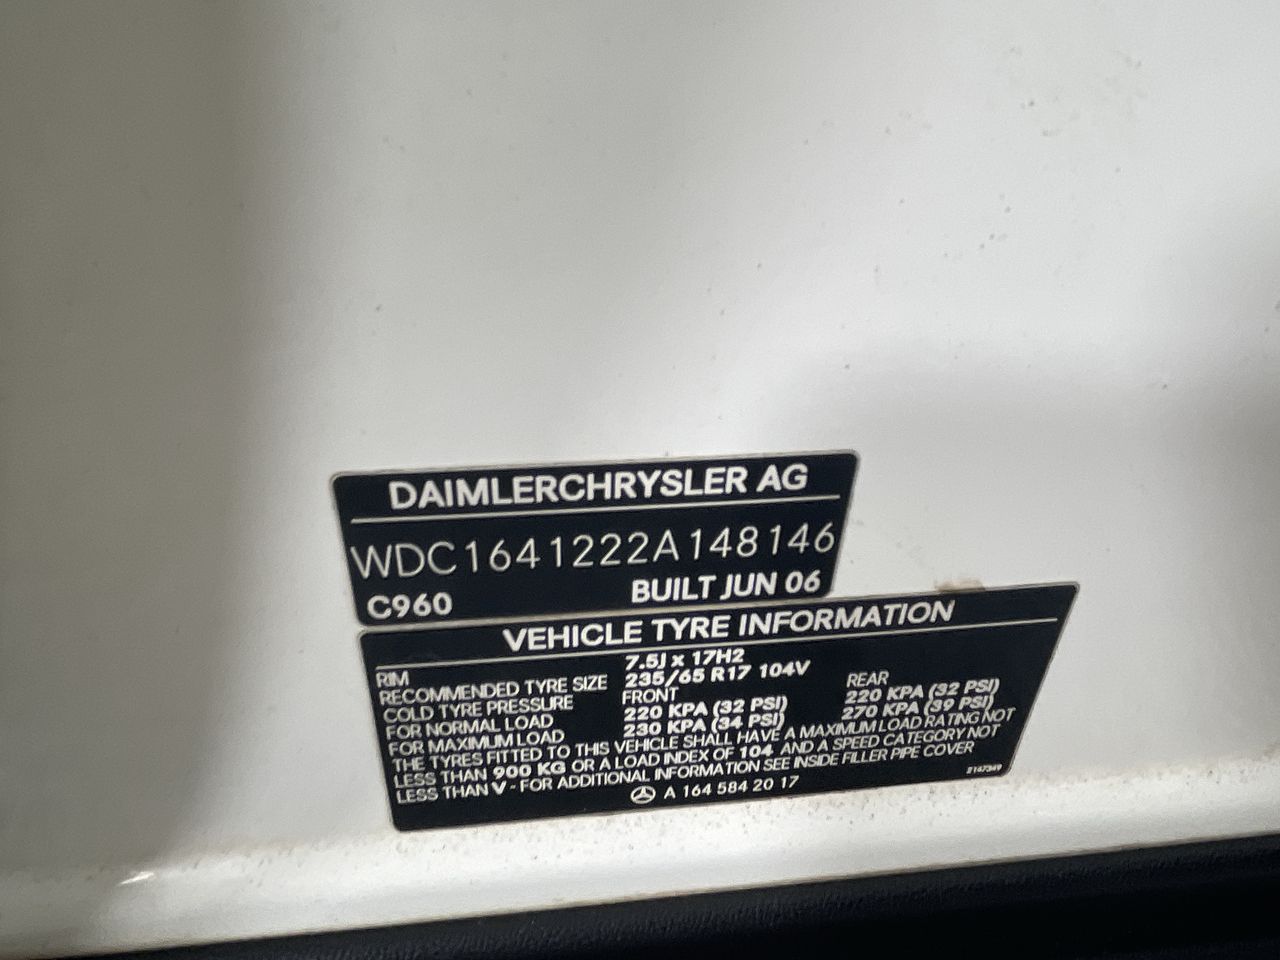 DAIMLERCHRYSLER AG
WDC1641222A148146
C960 BUILT JUN 06
VEHICLE TYRE INFORMATION
RIM 7.5J x 17H2
RECOMMENDED TYRE SIZE 235/65 R17 104V
COLD TYRE PRESSURE FRONT REAR
FOR NORMAL LOAD 220 KPA (32 PSI) 220 KPA (32 PSI)
FOR MAXIMUM LOAD 230 KPA (34 PSI) 270 KPA (39 PSI)
THE TYRES FITTED TO THIS VEHICLE SHALL HAVE A MAXIMUM LOAD RATING NOT
LESS THAN 900 KG OR A LOAD INDEX OF 104 AND A SPEED CATEGORY NOT
LESS THAN V - FOR ADDITIONAL INFORMATION SEE INSIDE FILLER PIPE COVER
A 164 584 20 17